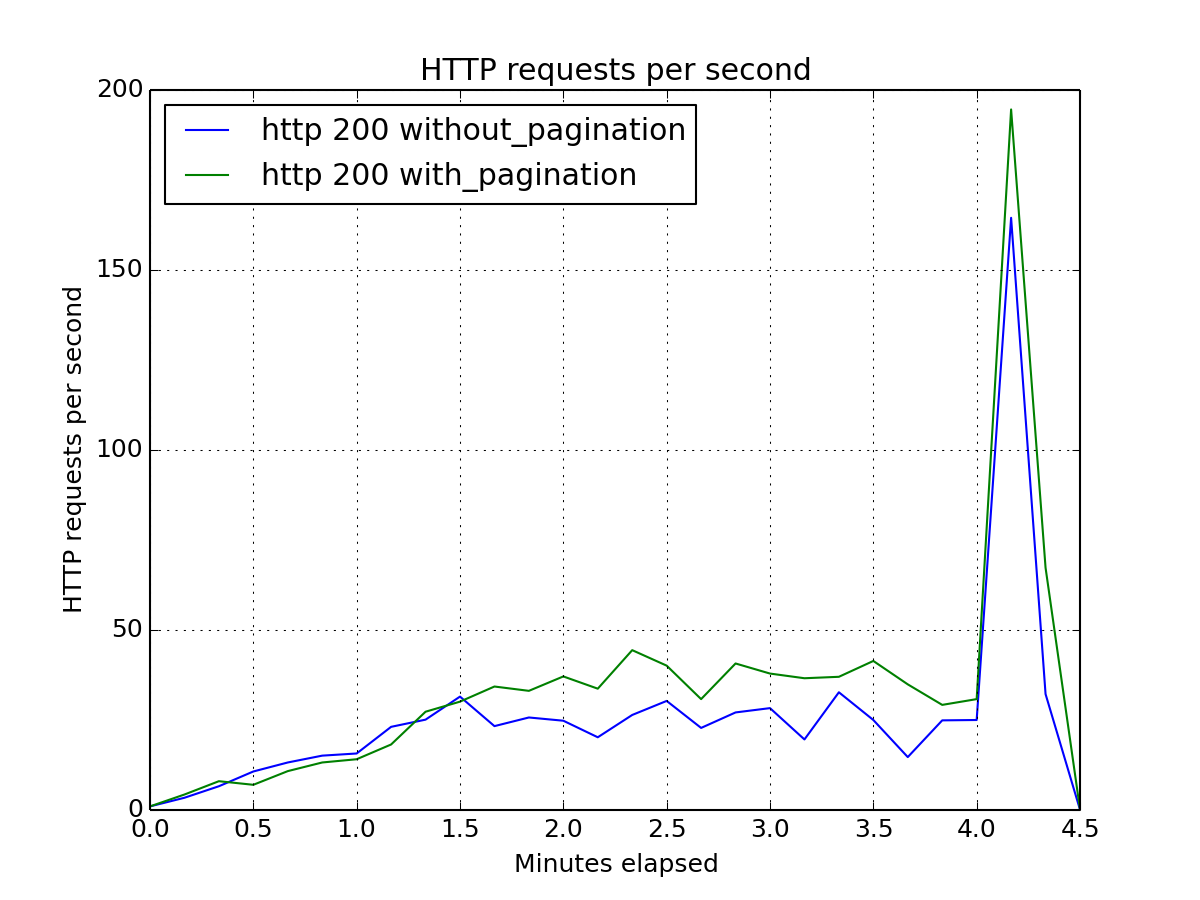 HTTP requests per second
200
http 200 without_pagination
http 200 with_pagination
150
100
50
0
HTTP requests per second
0.0 0.5 1.0 1.5 2.0 2.5 3.0 3.5 4.0 4.5
Minutes elapsed